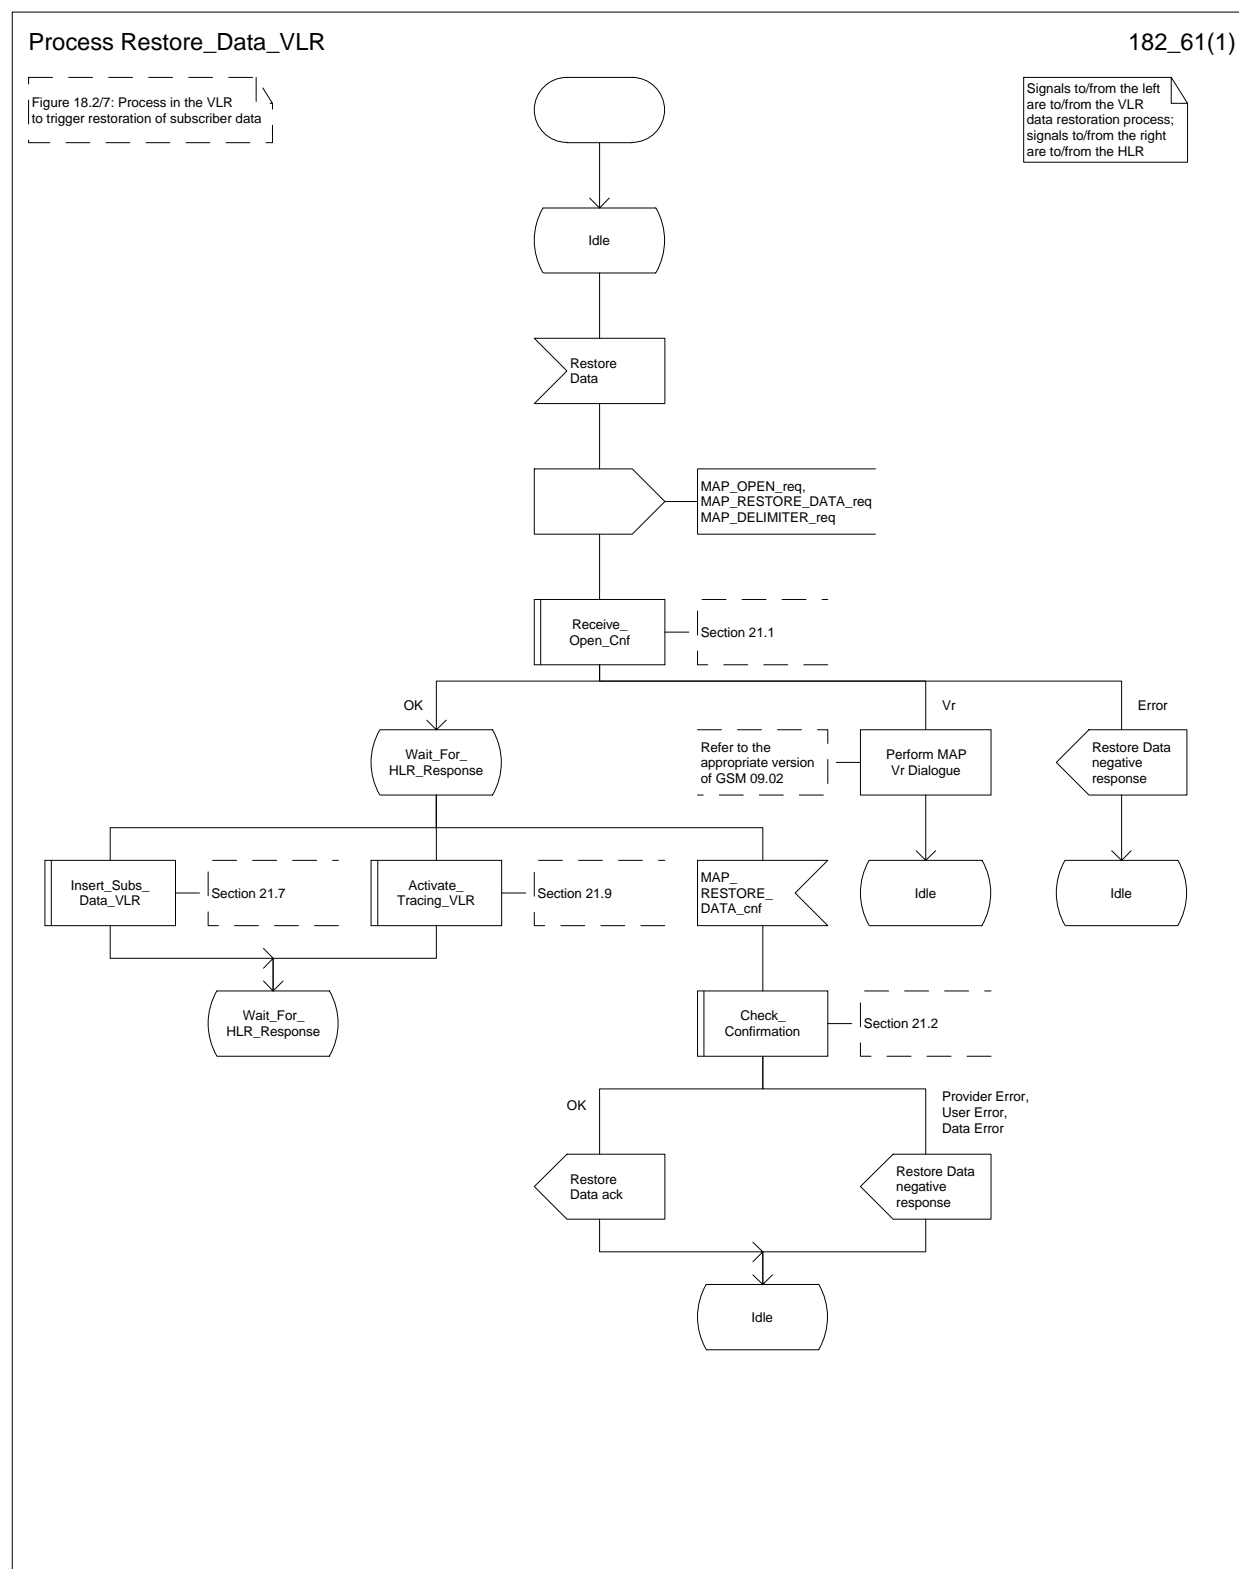 Process Restore_Data_VLR
182_61(1)
Figure 18.2/7: Process in the VLR
to trigger restoration of subscriber data
Signals to/from the left
are to/from the VLR
data restoration process;
signals to/from the right
are to/from the HLR
Idle
Restore
Data
MAP_OPEN_req,
MAP_RESTORE_DATA_req
MAP_DELIMITER_req
Receive_
Open_Cnf
Section 21.1
OK
Vr
Error
Wait_For_
HLR_Response
Refer to the
appropriate version
of GSM 09.02
Perform MAP
Vr Dialogue
Restore Data
negative
response
Insert_Subs_
Data_VLR
Section 21.7
Activate_
Tracing_VLR
Section 21.9
MAP_
RESTORE_
DATA_cnf
Idle
Idle
Wait_For_
HLR_Response
Check_
Confirmation
Section 21.2
OK
Provider Error,
User Error,
Data Error
Restore
Data ack
Restore Data
negative
response
Idle